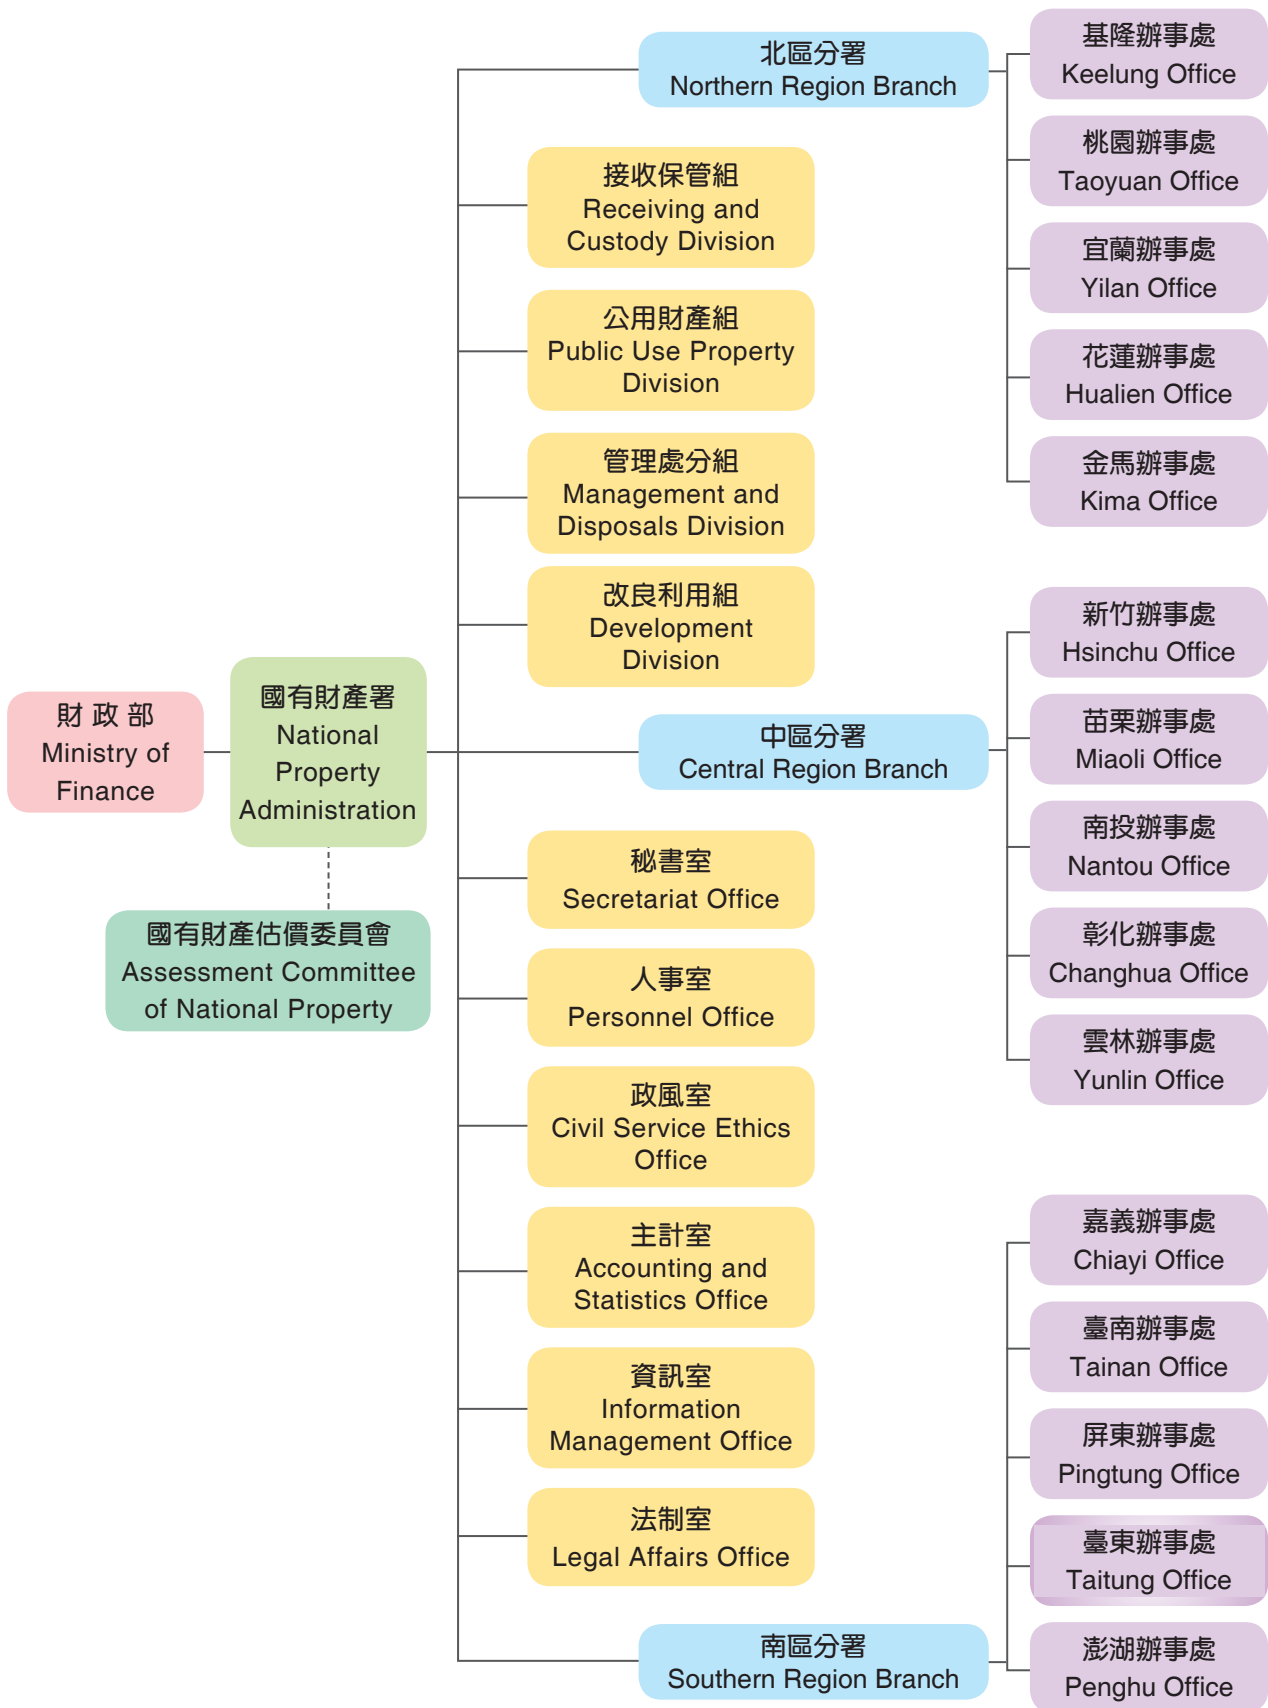 財政部
Ministry of
Finance
國有財產署
National
Property
Administration
國有財產估價委員會
Assessment Committee
of National Property
北區分署
Northern Region Branch
接收保管組
Receiving and
Custody Division
公用財產組
Public Use Property
Division
管理處分組
Management and
Disposals Division
改良利用組
Development
Division
中區分署
Central Region Branch
秘書室
Secretariat Office
人事室
Personnel Office
政風室
Civil Service Ethics
Office
主計室
Accounting and
Statistics Office
資訊室
Information
Management Office
法制室
Legal Affairs Office
南區分署
Southern Region Branch
基隆辦事處
Keelung Office
桃園辦事處
Taoyuan Office
宜蘭辦事處
Yilan Office
花蓮辦事處
Hualien Office
金馬辦事處
Kima Office
新竹辦事處
Hsinchu Office
苗栗辦事處
Miaoli Office
南投辦事處
Nantou Office
彰化辦事處
Changhua Office
雲林辦事處
Yunlin Office
嘉義辦事處
Chiayi Office
臺南辦事處
Tainan Office
屏東辦事處
Pingtung Office
臺東辦事處
Taitung Office
澎湖辦事處
Penghu Office